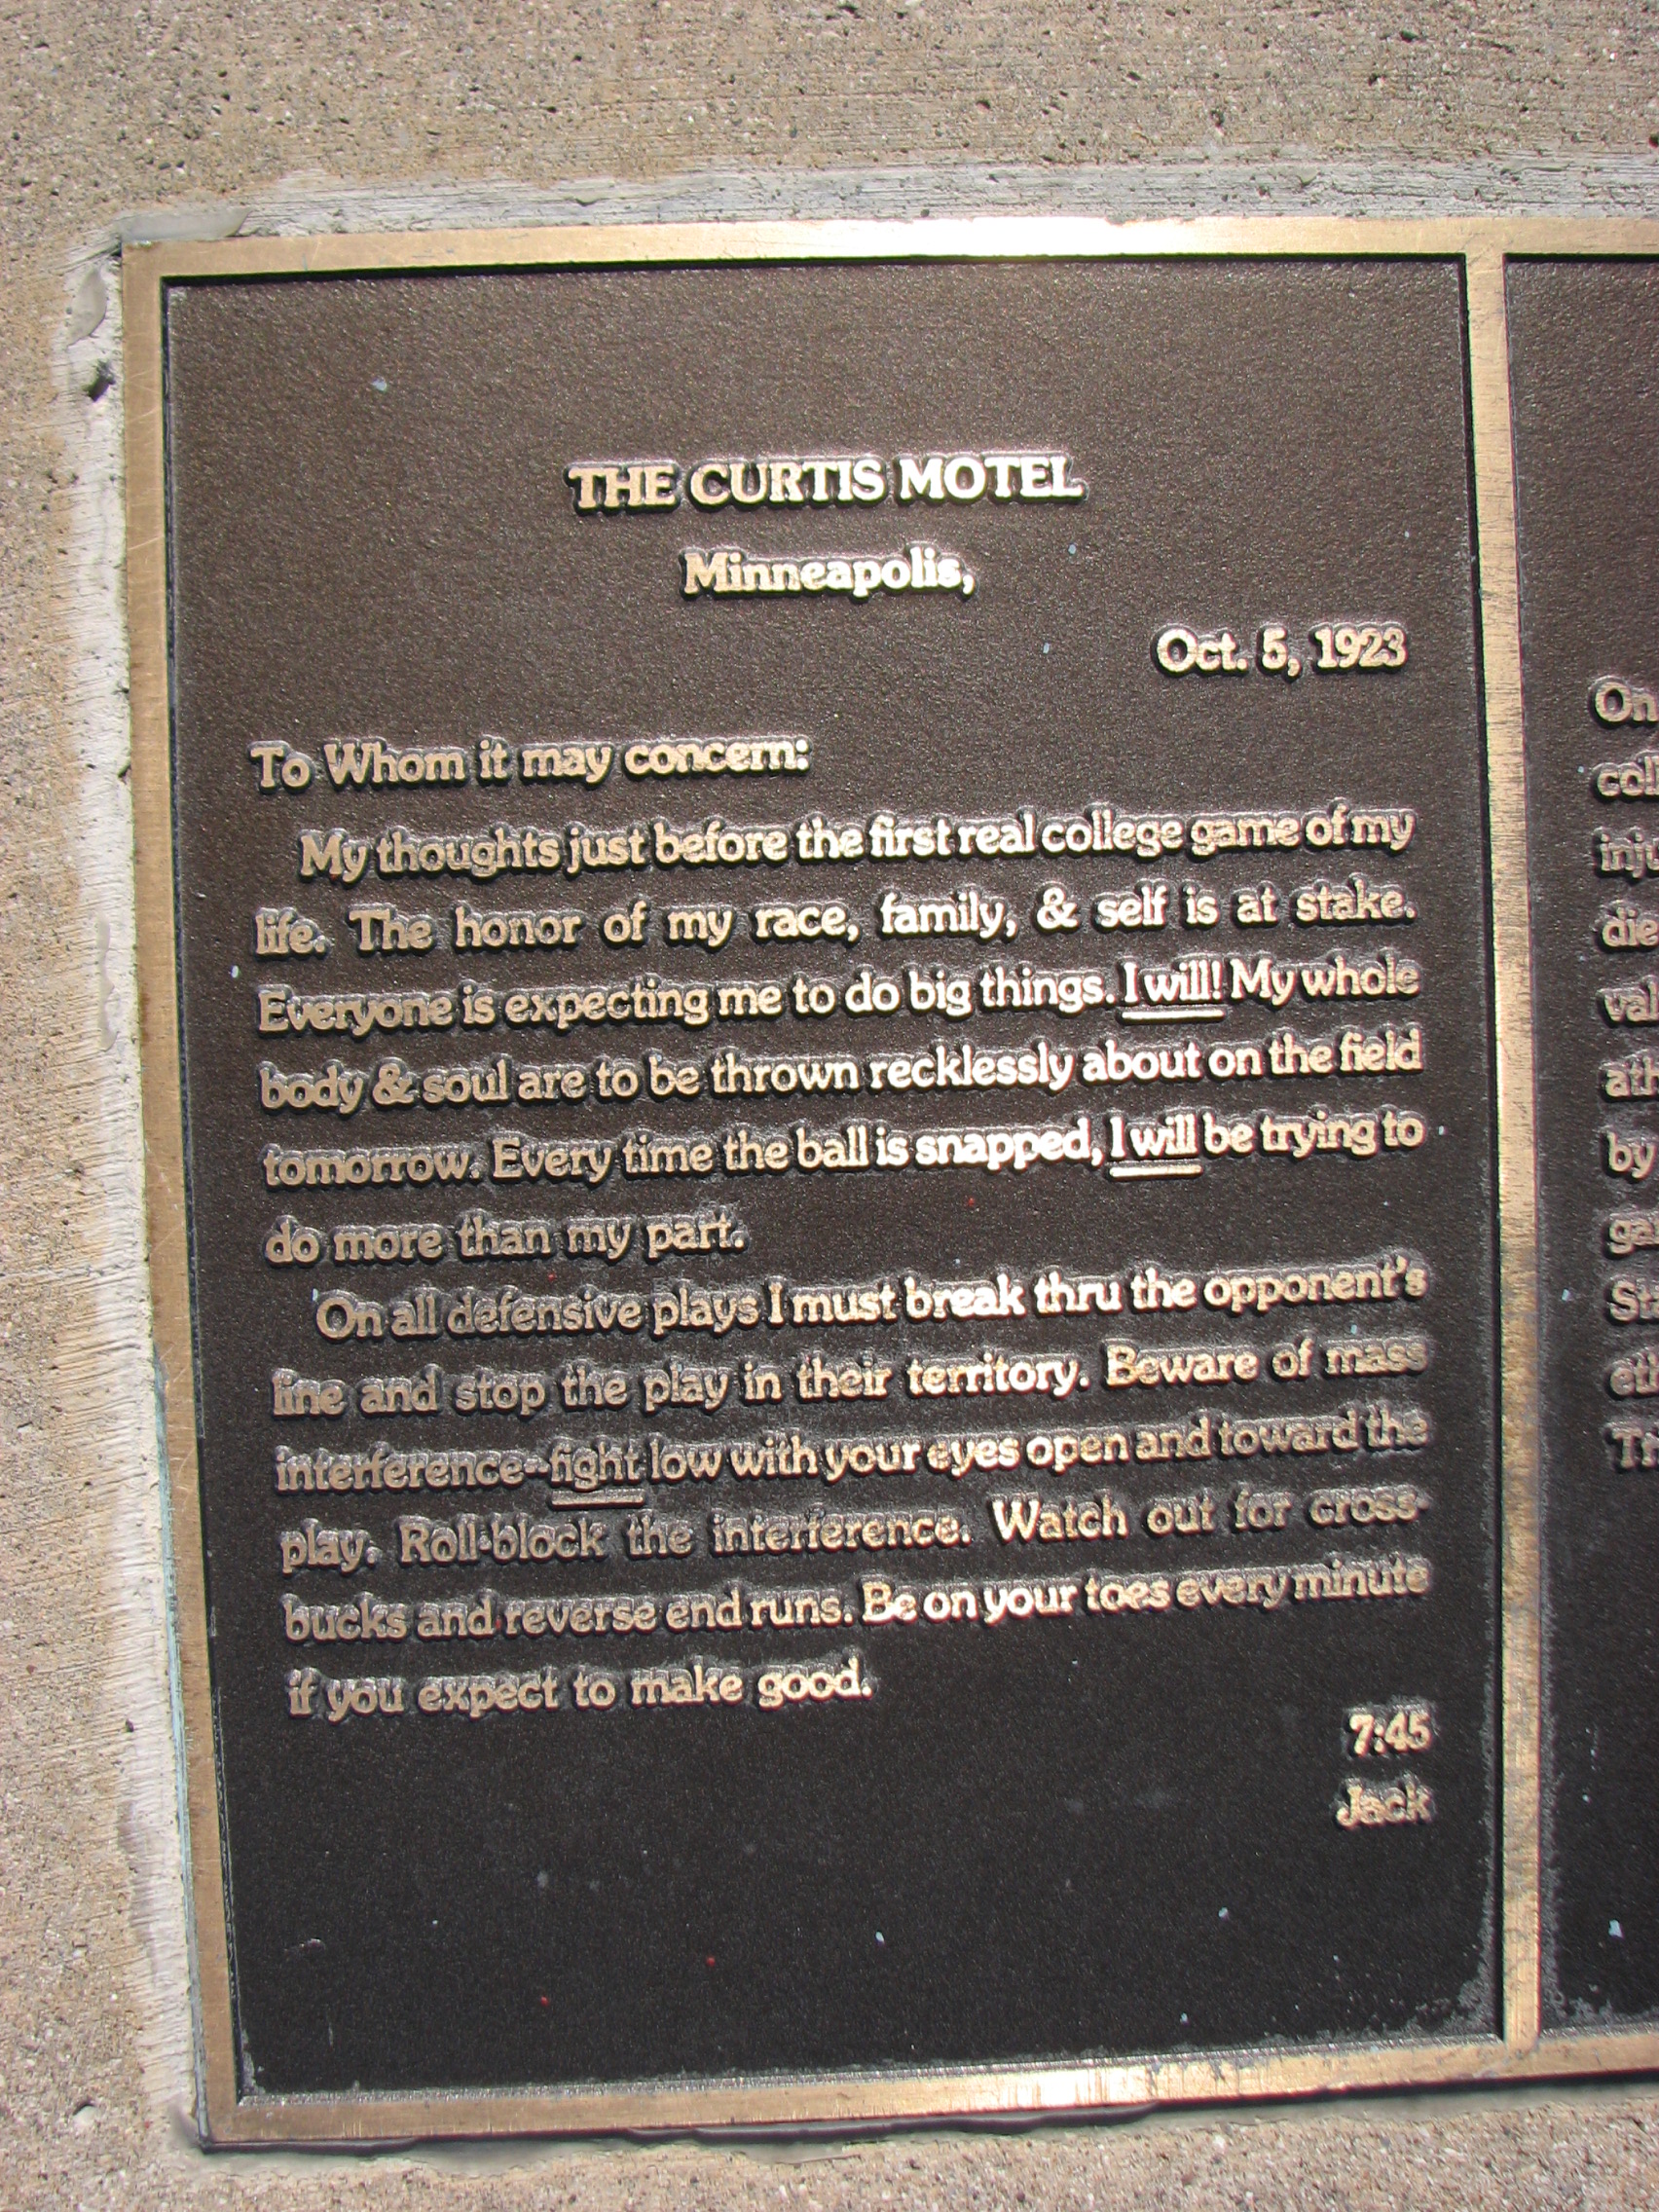 THE CURTIS MOTEL
Minneapolis,
Oct. 5, 1923
To Whom it may concern:
My thoughts just before the first real college game of my
life. The honor of my race, family, & self is at stake.
Everyone is expecting me to do big things. I will! My whole
body & soul are to be thrown recklessly about on the field
tomorrow. Every time the ball is snapped, I will be trying to
do more than my part.
On all defensive plays I must break thru the opponent's
line and stop the play in their territory. Beware of mass
interference-fight low with your eyes open and toward the
play. Roll-block the interference. Watch out for cross-
bucks and reverse end runs. Be on your toes every minute
if you expect to make good.
7:45
Jack
On
by